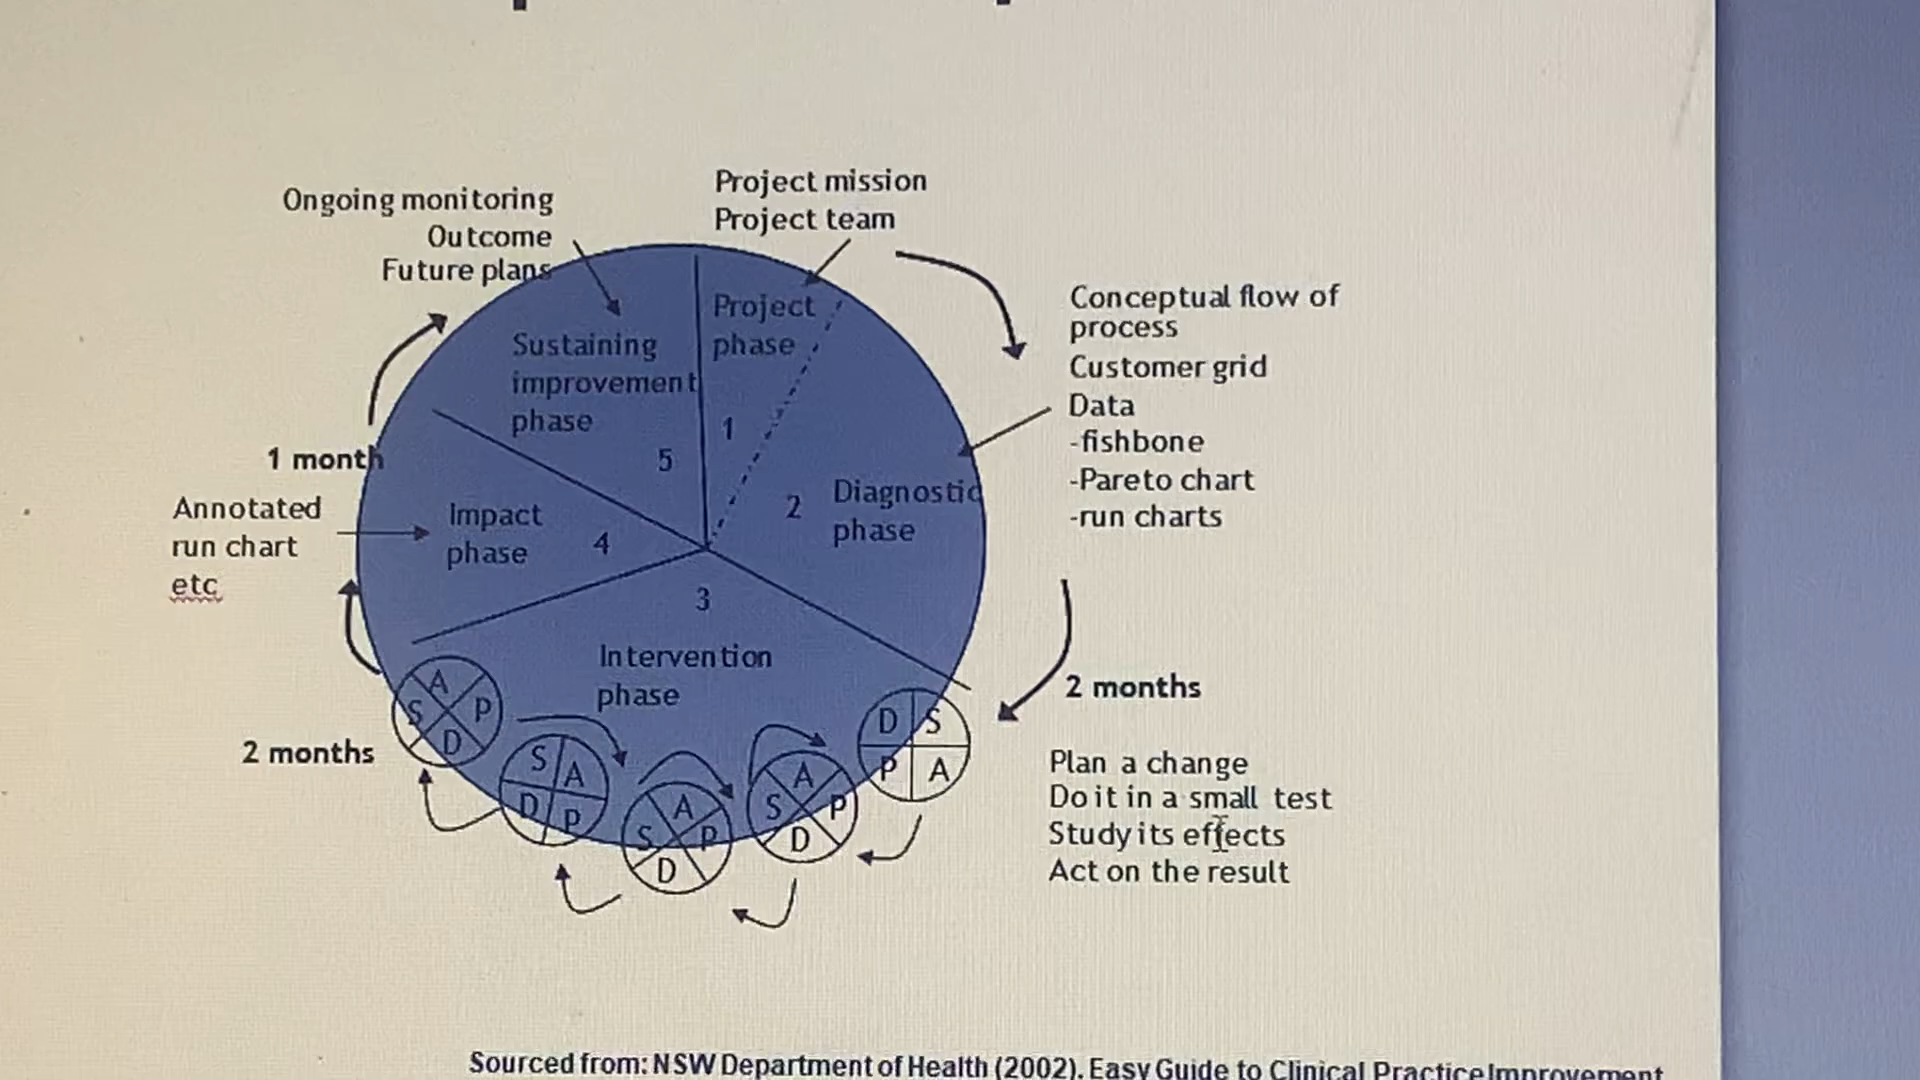 Project mission
Project team
Ongoing monitoring
Outcome
Future plans
Project
phase
1
Sustaining
improvement
phase
5
Conceptual flow of
process
Customer grid
Data
-fishbone
-Pareto chart
-run charts
2
Diagnostic
phase
1 month
Annotated
run chart
etc
Impact
phase
4
3
Intervention
phase
2 months
2 months
Plan a change
Do it in a small test
Study its effects
Act on the result
A
P
S
D
S
A
D
P
A
S
P
D
A
S
P
D
D
S
P
A
Sourced from: NSW Department of Health (2002). Easy Guide to Clinical Practice Improvement